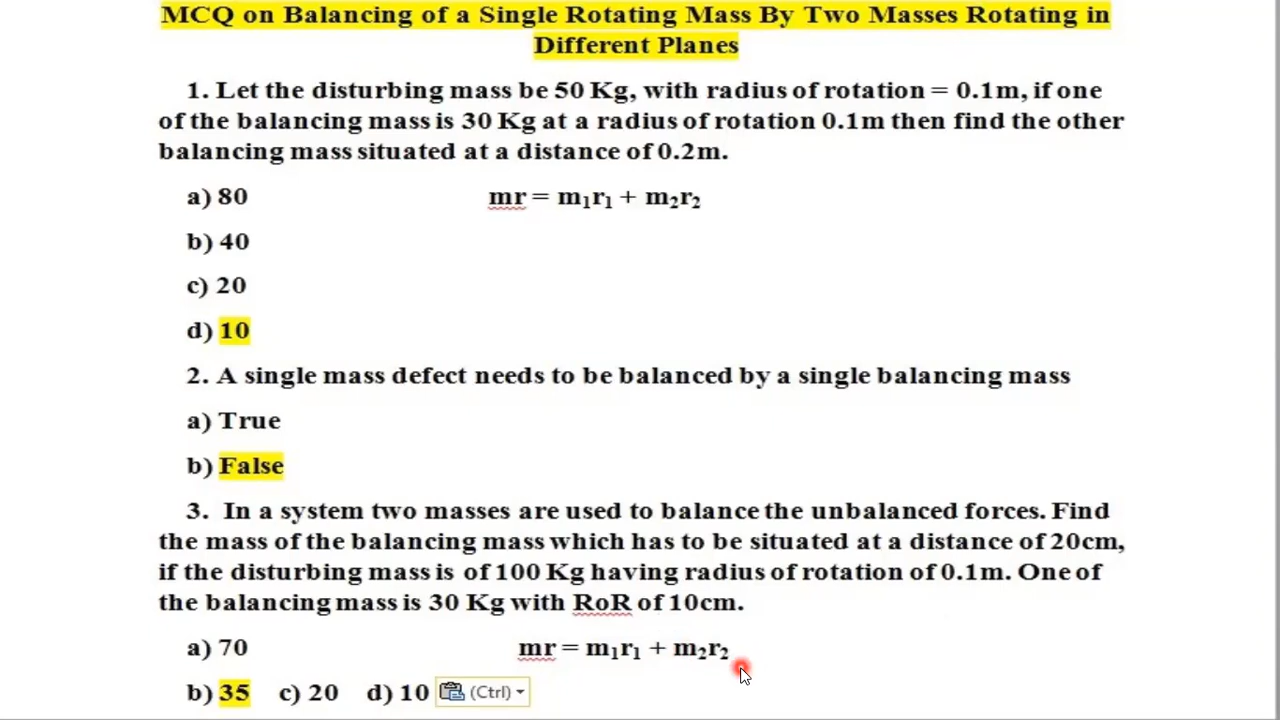 MCQ on Balancing of a Single Rotating Mass By Two Masses Rotating in
Different Planes
1. Let the disturbing mass be 50 Kg, with radius of rotation = 0.1m, if one
of the balancing mass is 30 Kg at a radius of rotation 0.1m then find the other
balancing mass situated at a distance of 0.2m.
a) 80 mr = m₁r₁ + m₂r₂
b) 40
c) 20
d) 10
2. A single mass defect needs to be balanced by a single balancing mass
a) True
b) False
3. In a system two masses are used to balance the unbalanced forces. Find
the mass of the balancing mass which has to be situated at a distance of 20cm,
if the disturbing mass is of 100 Kg having radius of rotation of 0.1m. One of
the balancing mass is 30 Kg with RoR of 10cm.
a) 70 mr = m₁r₁ + m₂r₂
b) 35 c) 20 d) 10 (Ctrl)